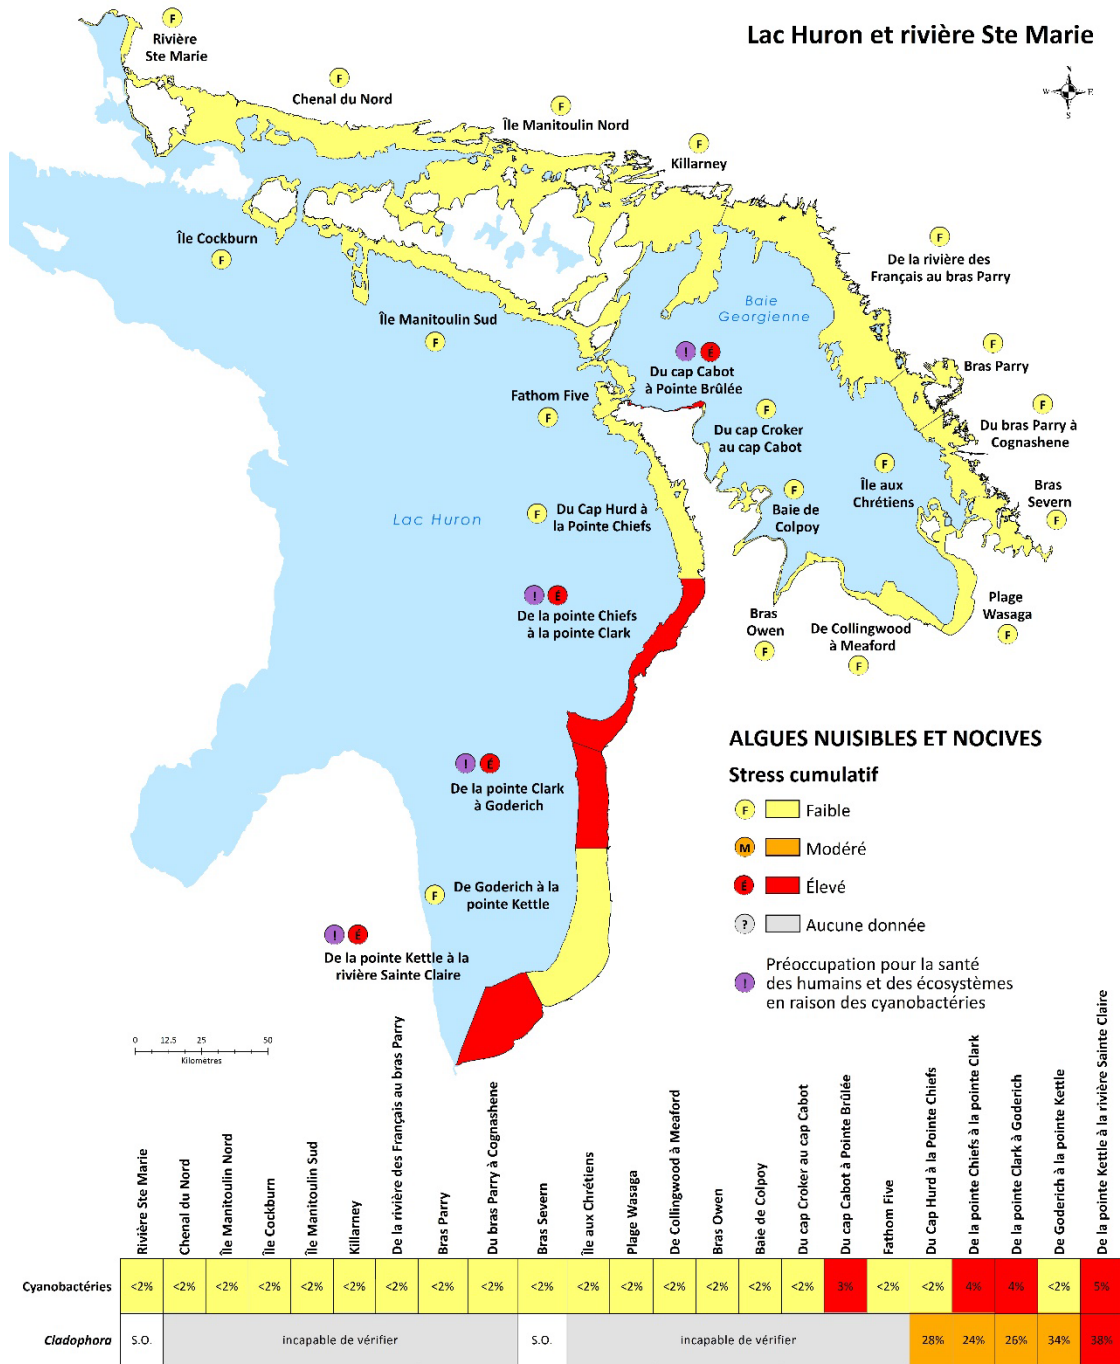 Lac Huron et rivière Ste Marie
N
W
E
S
F
Rivière
Ste Marie
F
Chenal du Nord
F
Île Manitoulin Nord
F
Killarney
Île Cockburn
F
F
De la rivière des
Français au bras Parry
Île Manitoulin Sud
F
Baie
Georgienne
! É
Du cap Cabot
à Pointe Brûlée
F
Bras Parry
Fathom Five
F
F
Du cap Croker
au cap Cabot
F
Du bras Parry à
Cognashene
F
Île aux
Chrétiens
Bras
Severn
F
F
Baie de
Colpoy
Lac Huron
F
Du Cap Hurd à
la Pointe Chiefs
! É
De la pointe Chiefs
à la pointe Clark
Bras
Owen
F
De Collingwood
à Meaford
F
Plage
Wasaga
F
! É
De la pointe Clark
à Goderich
F
De Goderich à la
pointe Kettle
! É
De la pointe Kettle à la
rivière Sainte Claire
ALGUES NUISIBLES ET NOCIVES
Stress cumulatif
F Faible
M Modéré
É Élevé
? Aucune donnée
! Préoccupation pour la santé
des humains et des écosystèmes
en raison des cyanobactéries
0 12.5 25 50
Kilometres
Rivière Ste Marie
Chenal du Nord
Île Manitoulin Nord
Île Cockburn
Île Manitoulin Sud
Killarney
De la rivière des Français au bras Parry
Bras Parry
Du bras Parry à Cognashene
Bras Severn
Île aux Chrétiens
Plage Wasaga
De Collingwood à Meaford
Bras Owen
Baie de Colpoy
Du cap Croker au cap Cabot
Du cap Cabot à Pointe Brûlée
Fathom Five
Du Cap Hurd à la Pointe Chiefs
De la pointe Chiefs à la pointe Clark
De la pointe Clark à Goderich
De Goderich à la pointe Kettle
De la pointe Kettle à la rivière Sainte Claire
Cyanobactéries <2% <2% <2% <2% <2% <2% <2% <2% <2% <2% <2% <2% <2% <2% <2% <2% 3% <2% <2% 4% 4% <2% 5%
Cladophora S.O. incapable de vérifier S.O. incapable de vérifier 28% 24% 26% 34% 38%